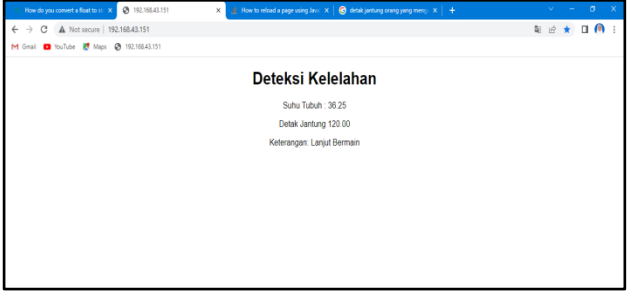 How do you convert a float to st
192.168.43.151
How to reload a page using Java
detak jantung orang yang meng
Not secure
192.168.43.151
Gmail
YouTube
Maps
192.168.43.151
Deteksi Kelelahan
Suhu Tubuh : 36.25
Detak Jantung 120.00
Keterangan: Lanjut Bermain